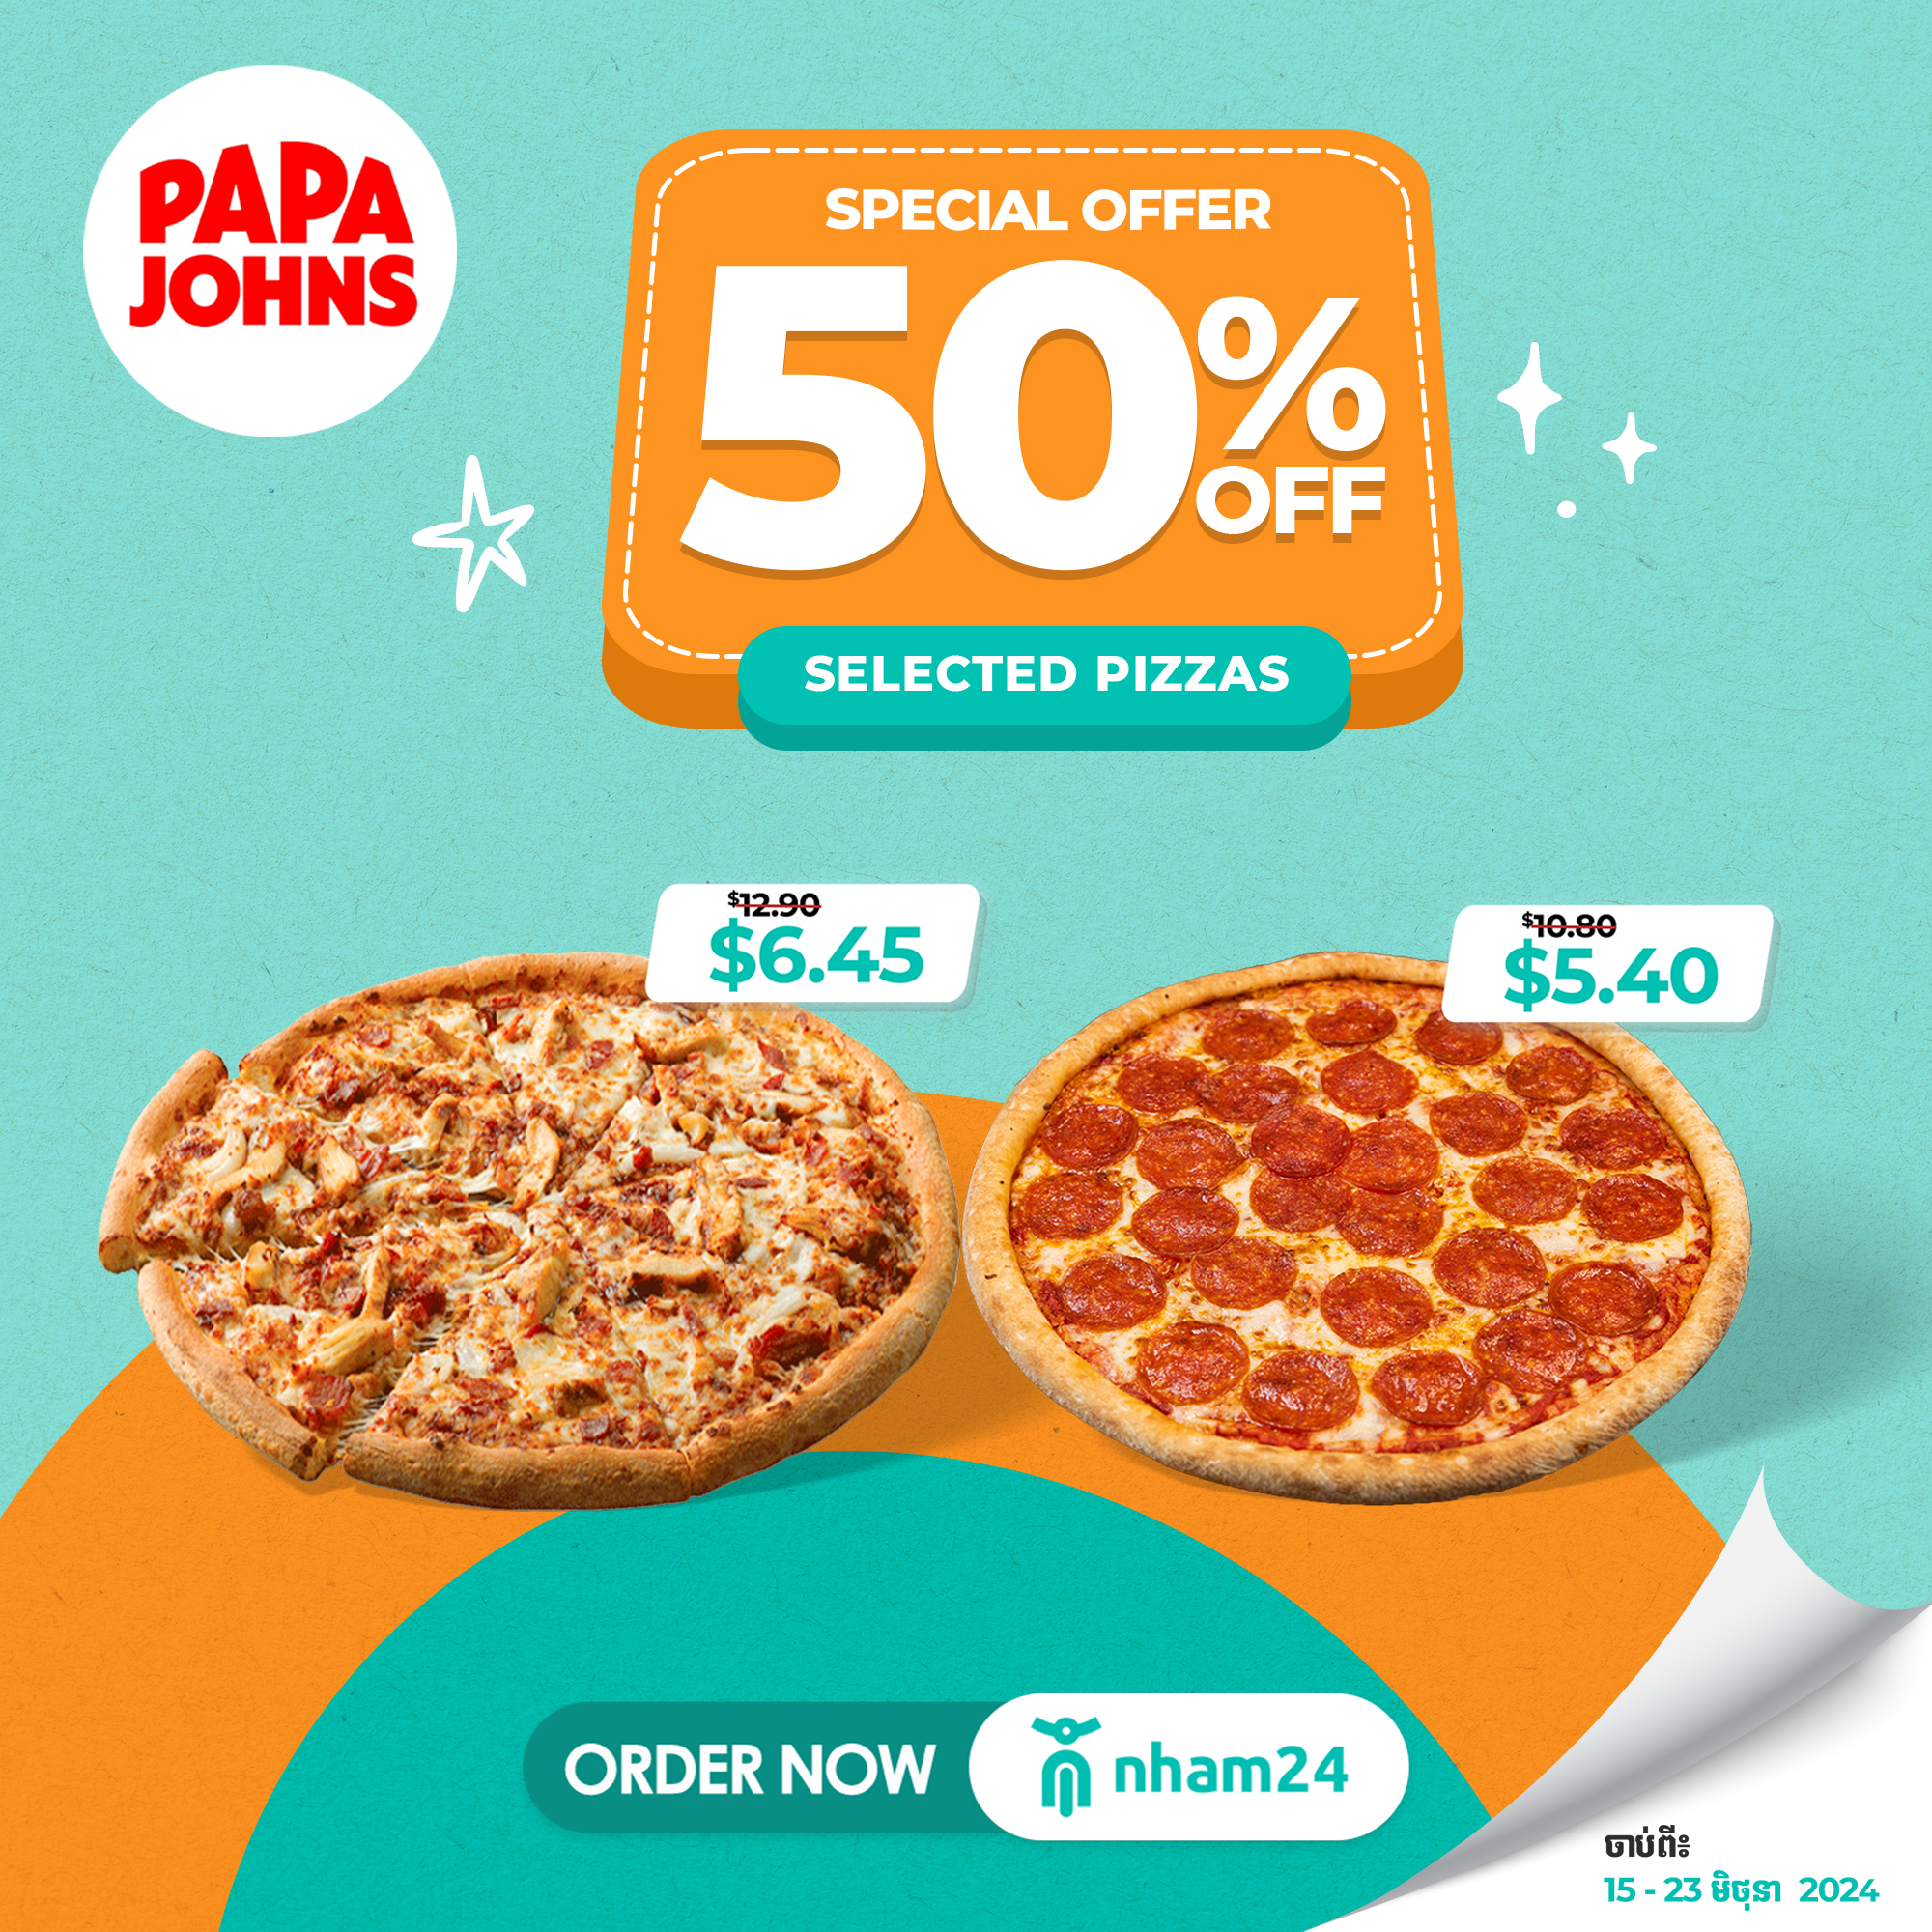 PAPA
JOHNS
SPECIAL OFFER
50%
OFF
SELECTED PIZZAS
$12.90
$6.45
$10.80
$5.40
ORDER NOW
nham24
ចាប់ពី៖
15 - 23 មិថុនា 2024